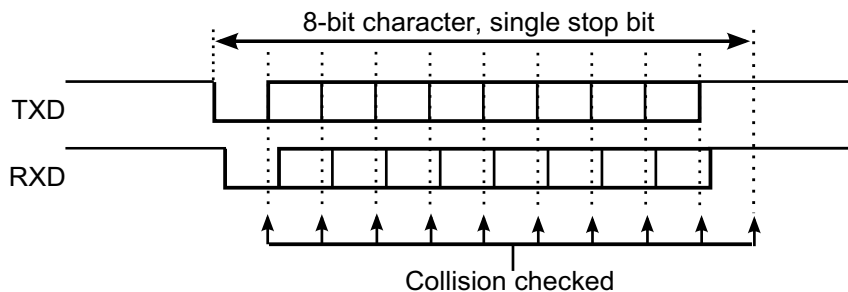 8-bit character, single stop bit
TXD
RXD
Collision checked